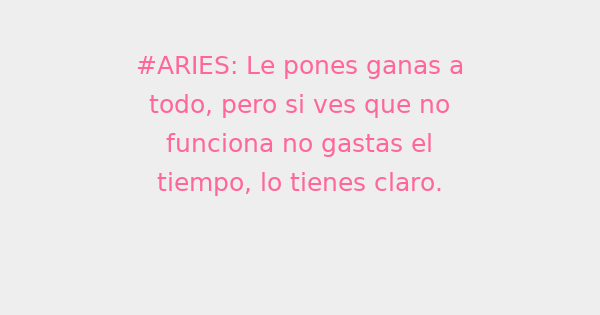 #ARIES: Le pones ganas a
todo, pero si ves que no
funciona no gastas el
tiempo, lo tienes claro.